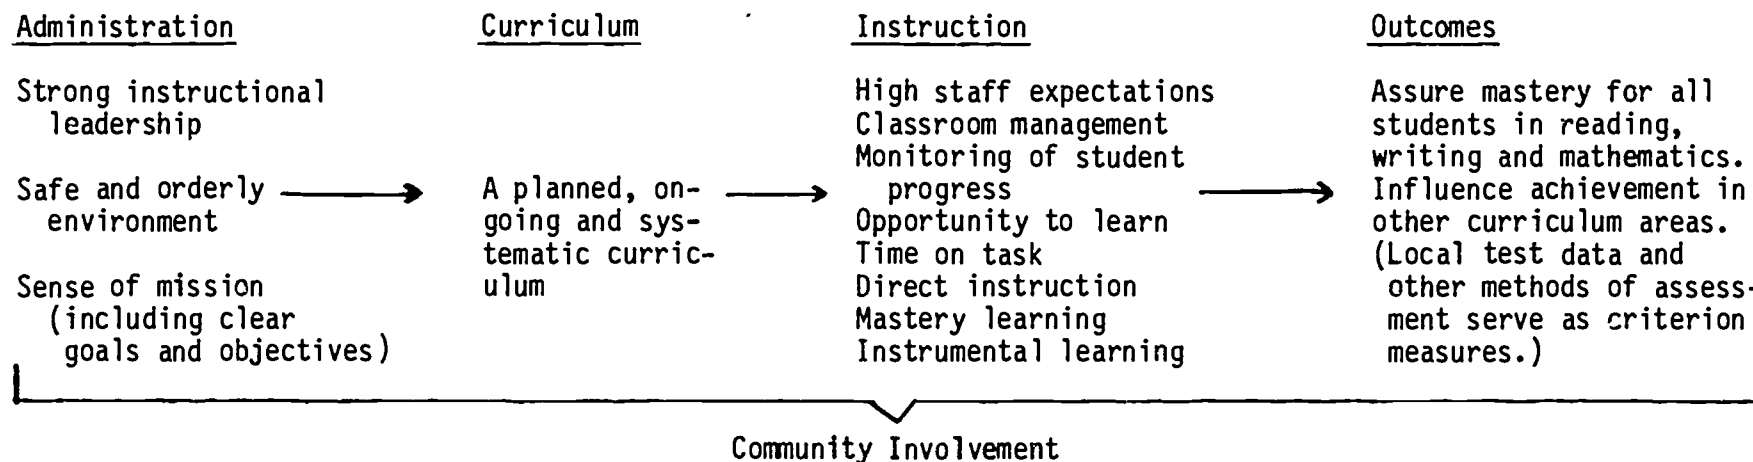 Administration
Strong instructional
leadership
Safe and orderly
environment
Sense of mission
(including clear
goals and objectives)
Curriculum
A planned, on-
going and sys-
tematic curric-
ulum
Instruction
High staff expectations
Classroom management
Monitoring of student
progress
Opportunity to learn
Time on task
Direct instruction
Mastery learning
Instrumental learning
Outcomes
Assure mastery for all
students in reading,
writing and mathematics.
Influence achievement in
other curriculum areas.
(Local test data and
other methods of assess-
ment serve as criterion
measures.)
Community Involvement